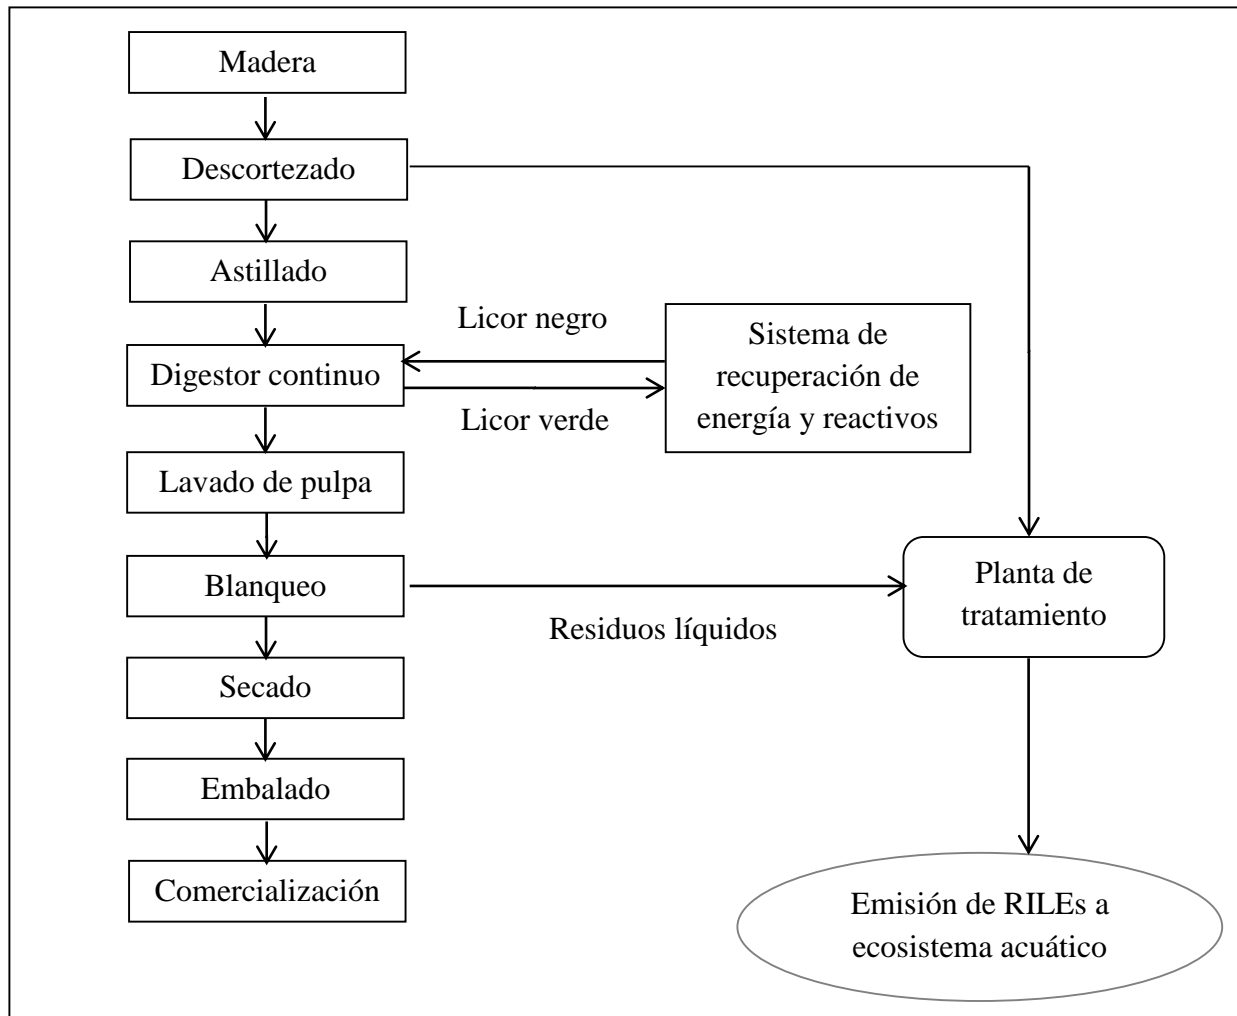 Madera
Descortezado
Astillado
Licor negro
Sistema de
recuperación de
energía y reactivos
Digestor continuo
Licor verde
Lavado de pulpa
Blanqueo
Residuos líquidos
Planta de
tratamiento
Secado
Embalado
Comercialización
Emisión de RILEs a
ecosistema acuático